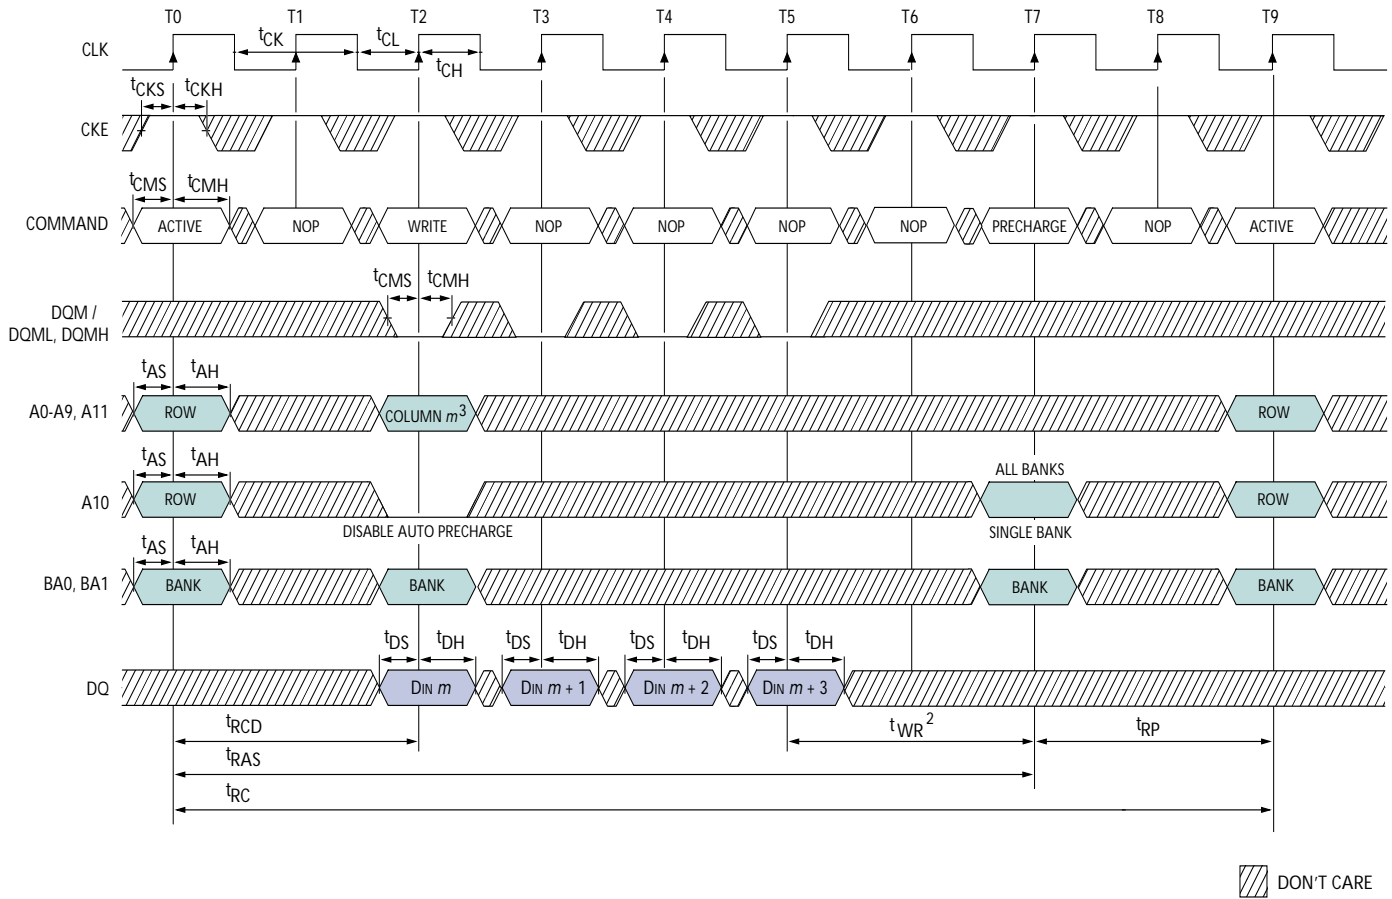 T0 T1 T2 T3 T4 T5 T6 T7 T8 T9
CLK
tCK tCL
tCH
tCKS tCKH
CKE
tCMS tCMH
COMMAND ACTIVE NOP WRITE NOP NOP NOP NOP PRECHARGE NOP ACTIVE
tCMS tCMH
DQM /
DQML, DQMH
tAS tAH
A0-A9, A11 ROW COLUMN m3 ROW
tAS tAH
ALL BANKS
A10 ROW ROW
DISABLE AUTO PRECHARGE SINGLE BANK
tAS tAH
BA0, BA1 BANK BANK BANK BANK
tDS tDH tDS tDH tDS tDH tDS tDH
DQ DIN m DIN m + 1 DIN m + 2 DIN m + 3
tRCD tWR2 tRP
tRAS
tRC
DON'T CARE